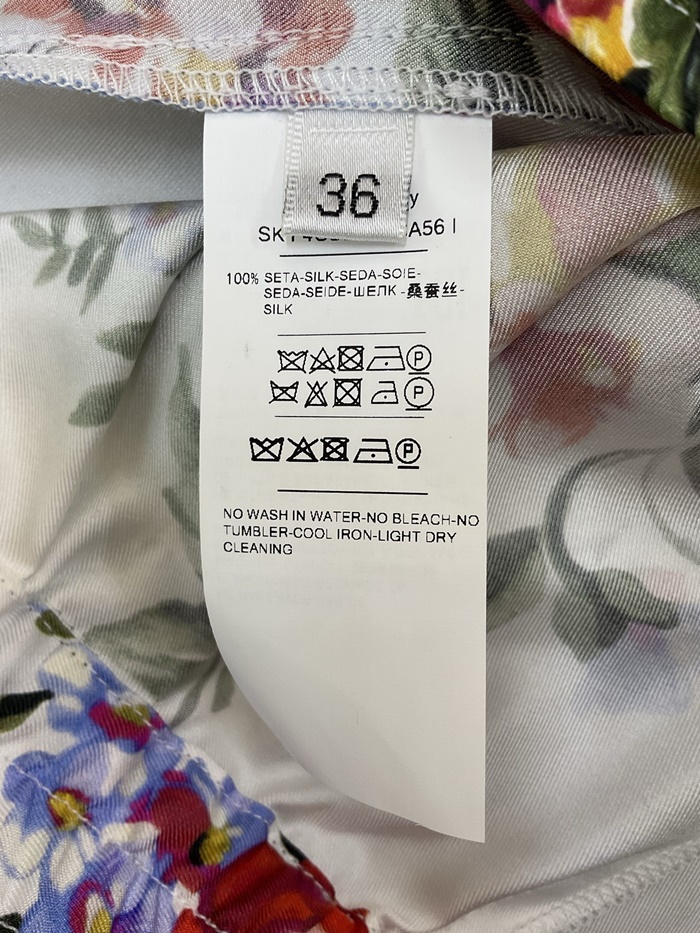 36
100% SETA-SILK-SEDA-SOIE-
SEDA-SEIDE-ШЕЛК-桑蚕丝-
SILK
P
P
P
NO WASH IN WATER-NO BLEACH-NO
TUMBLER-COOL IRON-LIGHT DRY
CLEANING